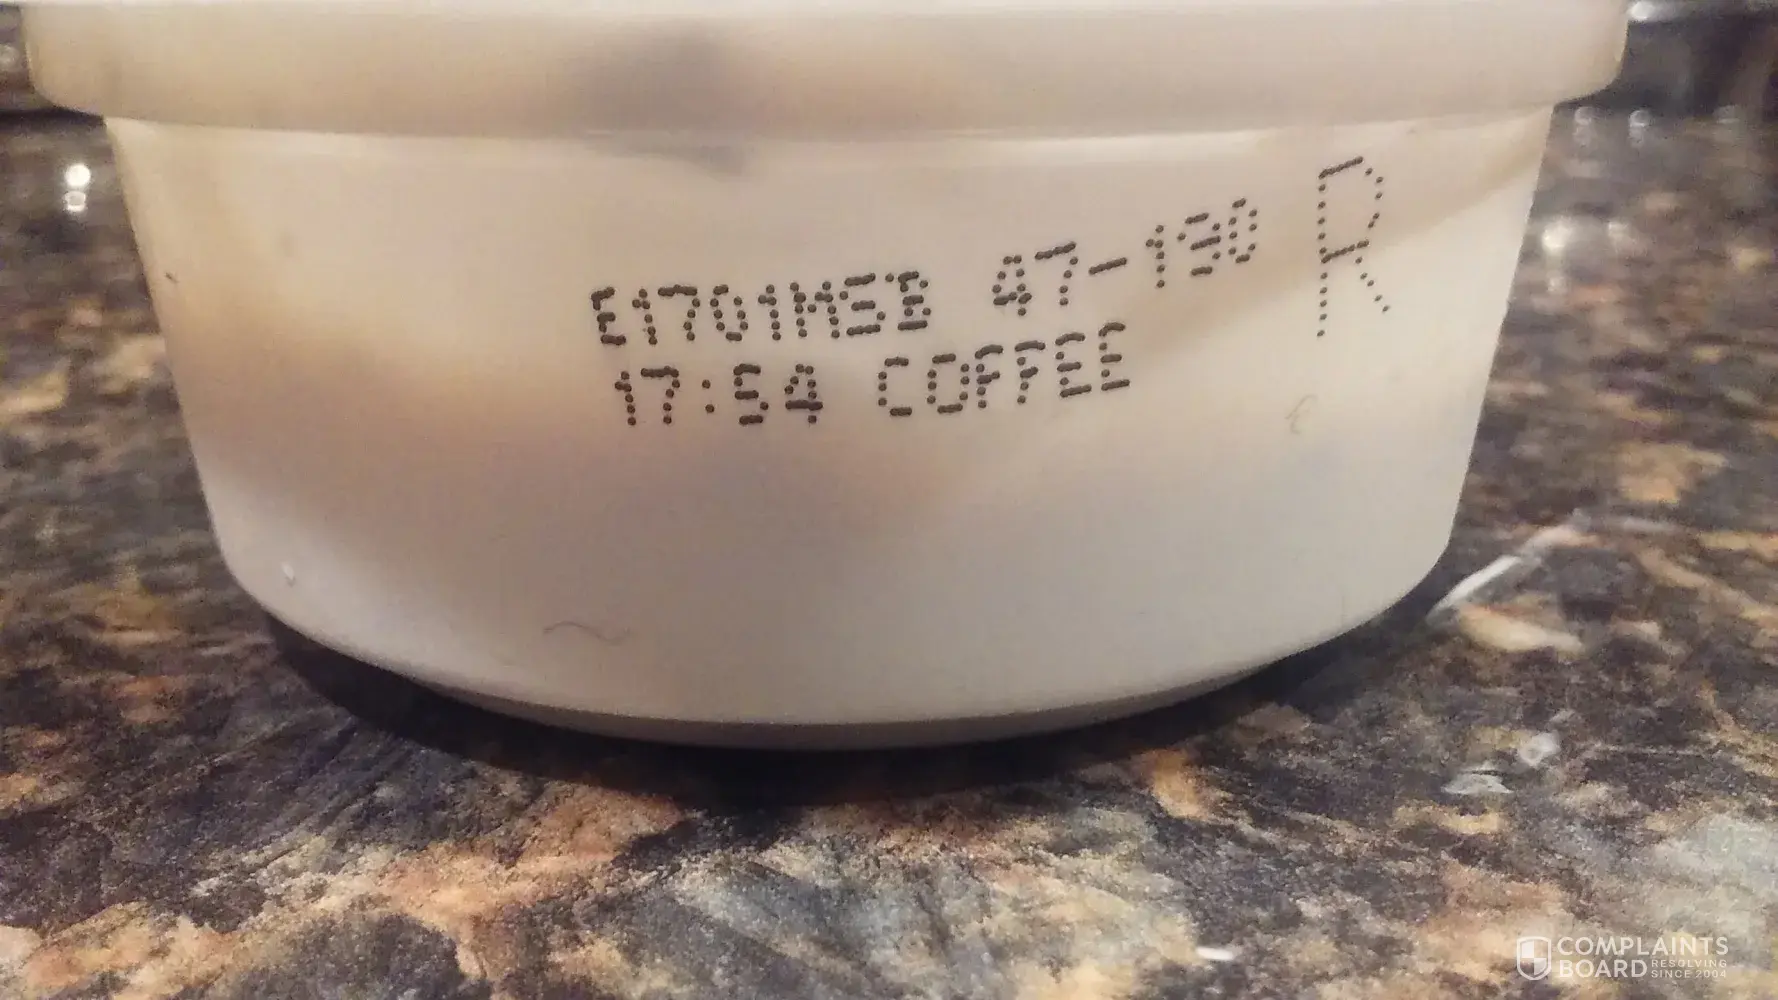 E1701MSB 47-190 R
17:54 COFFEE
COMPLAINTS
BOARD RESOLVING
SINCE 2004